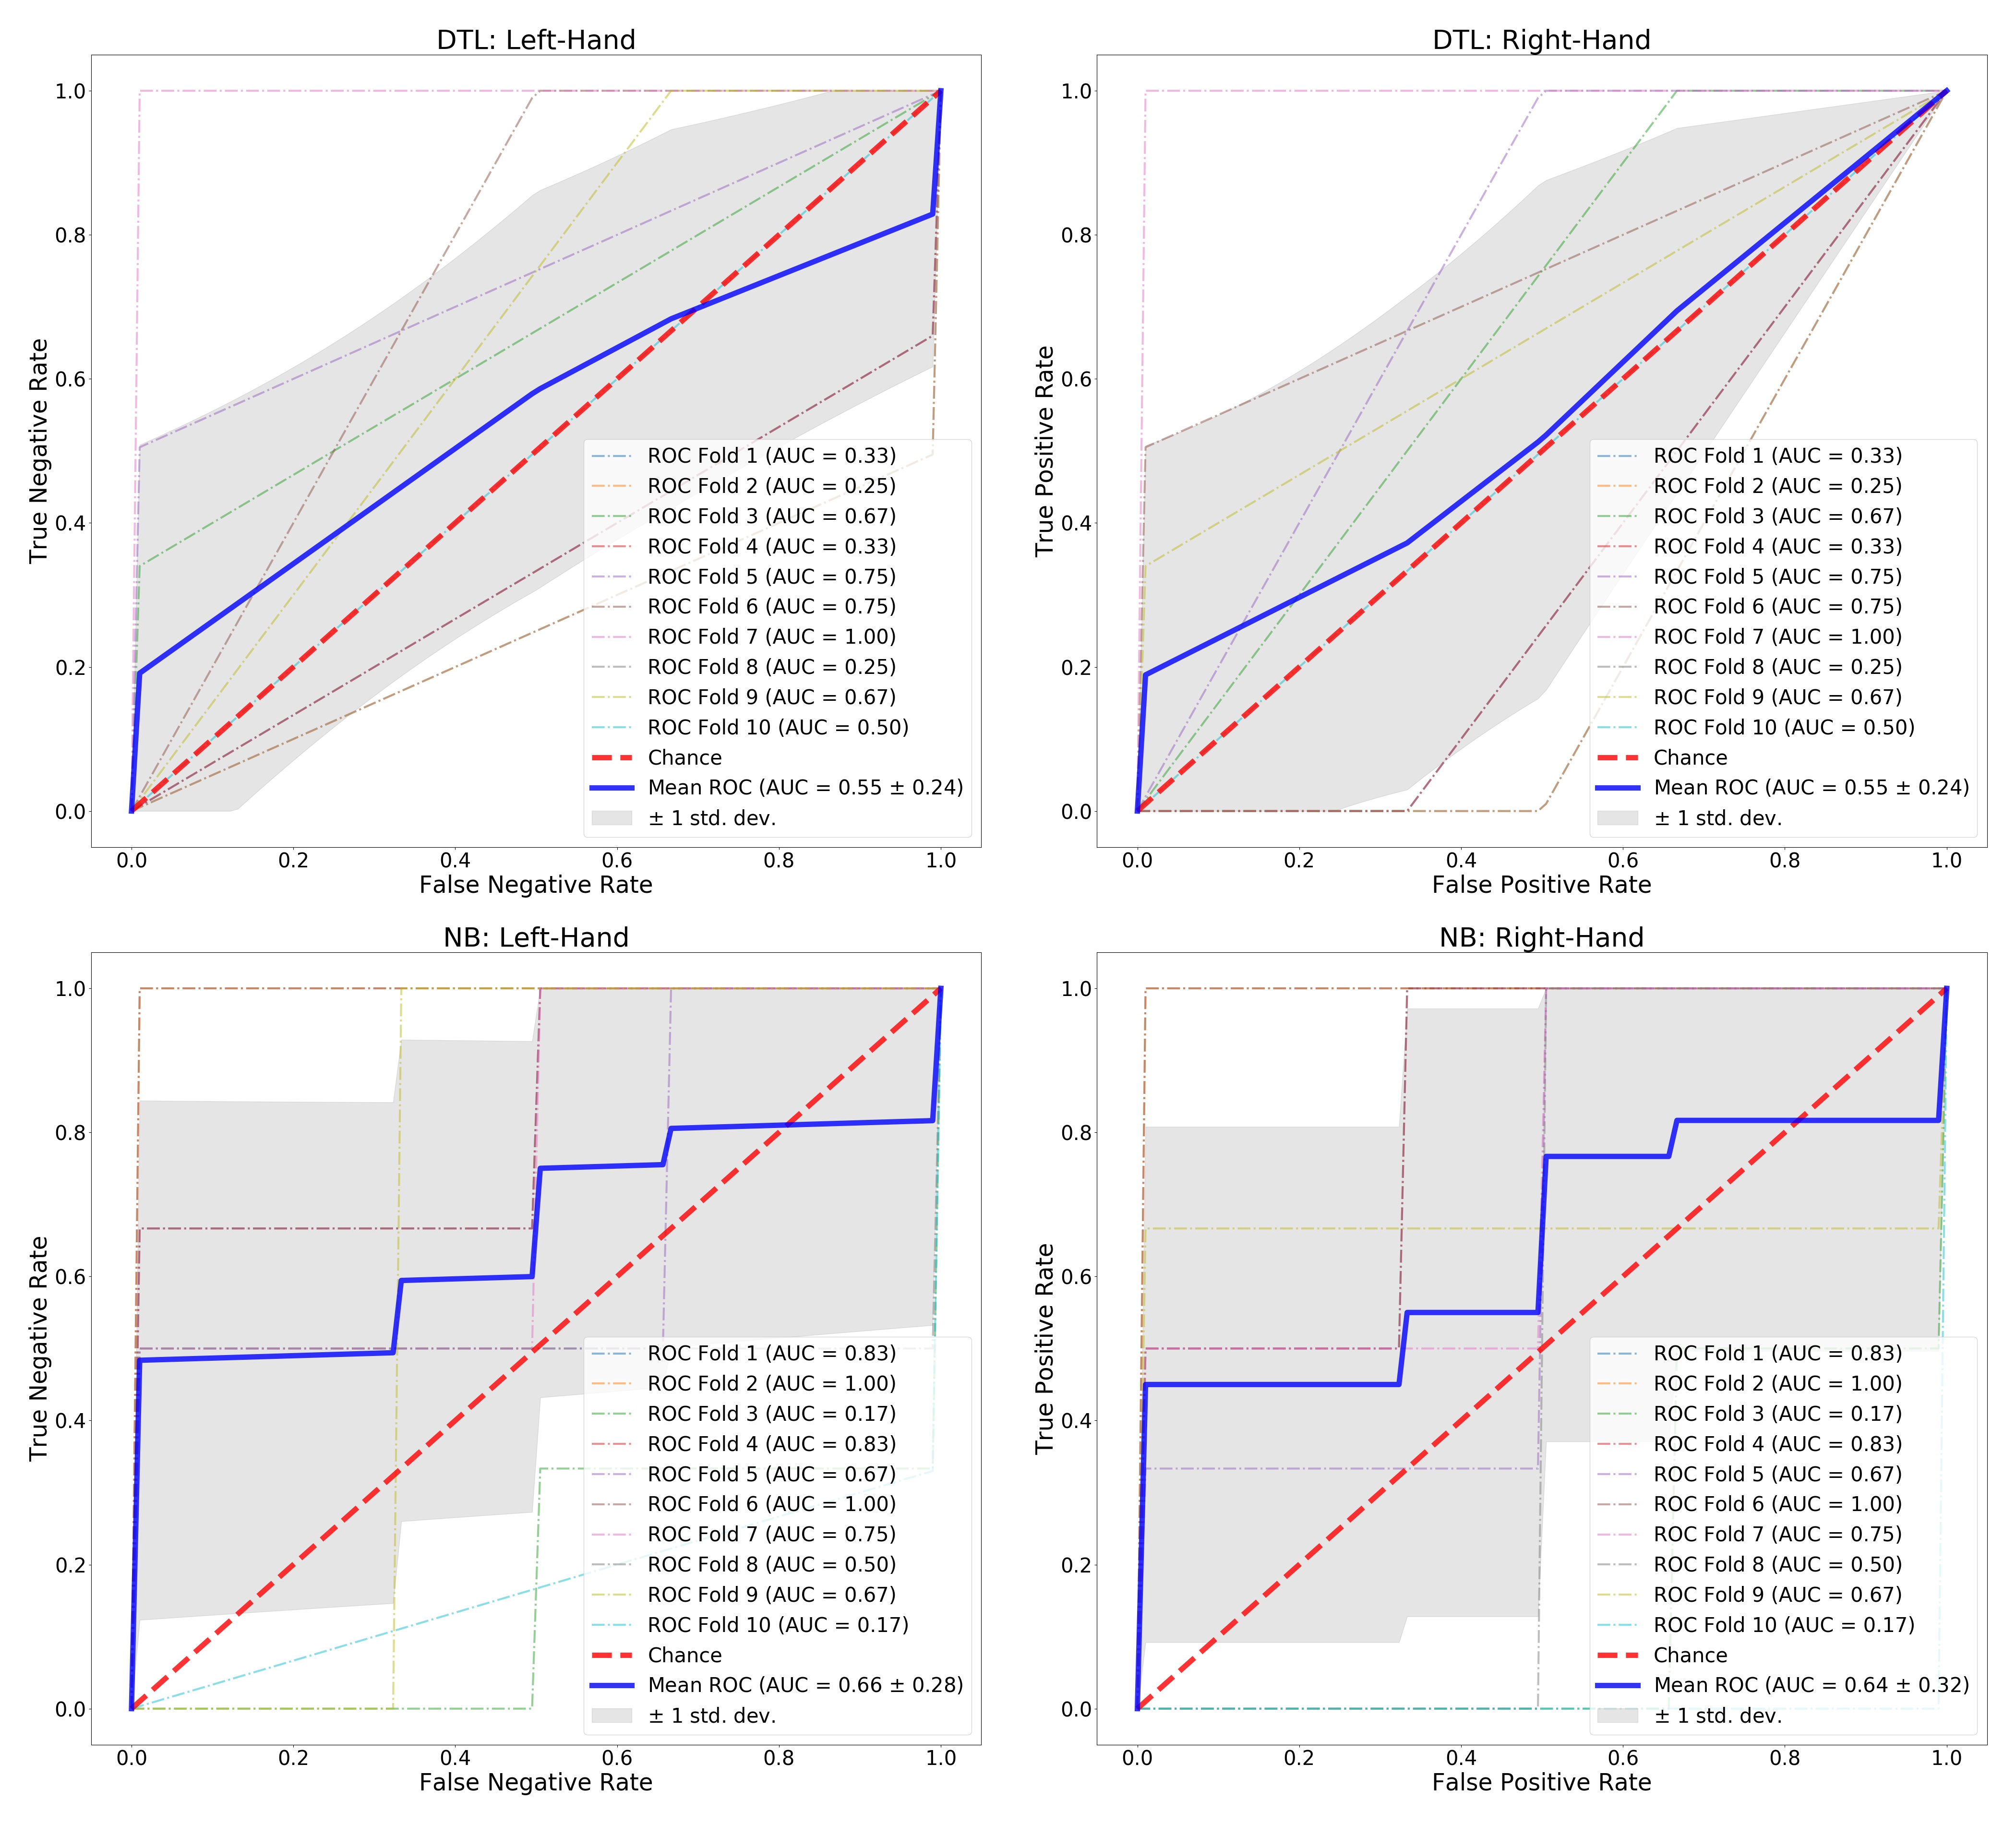 DTL: Left-Hand
1.0
0.8
0.6
0.4
0.2
0.0
True Negative Rate
ROC Fold 1 (AUC = 0.33)
ROC Fold 2 (AUC = 0.25)
ROC Fold 3 (AUC = 0.67)
ROC Fold 4 (AUC = 0.33)
ROC Fold 5 (AUC = 0.75)
ROC Fold 6 (AUC = 0.75)
ROC Fold 7 (AUC = 1.00)
ROC Fold 8 (AUC = 0.25)
ROC Fold 9 (AUC = 0.67)
ROC Fold 10 (AUC = 0.50)
Chance
Mean ROC (AUC = 0.55 ± 0.24)
± 1 std. dev.
0.0 0.2 0.4 0.6 0.8 1.0
False Negative Rate
DTL: Right-Hand
1.0
0.8
0.6
0.4
0.2
0.0
True Positive Rate
ROC Fold 1 (AUC = 0.33)
ROC Fold 2 (AUC = 0.25)
ROC Fold 3 (AUC = 0.67)
ROC Fold 4 (AUC = 0.33)
ROC Fold 5 (AUC = 0.75)
ROC Fold 6 (AUC = 0.75)
ROC Fold 7 (AUC = 1.00)
ROC Fold 8 (AUC = 0.25)
ROC Fold 9 (AUC = 0.67)
ROC Fold 10 (AUC = 0.50)
Chance
Mean ROC (AUC = 0.55 ± 0.24)
± 1 std. dev.
0.0 0.2 0.4 0.6 0.8 1.0
False Positive Rate
NB: Left-Hand
1.0
0.8
0.6
0.4
0.2
0.0
True Negative Rate
ROC Fold 1 (AUC = 0.83)
ROC Fold 2 (AUC = 1.00)
ROC Fold 3 (AUC = 0.17)
ROC Fold 4 (AUC = 0.83)
ROC Fold 5 (AUC = 0.67)
ROC Fold 6 (AUC = 1.00)
ROC Fold 7 (AUC = 0.75)
ROC Fold 8 (AUC = 0.50)
ROC Fold 9 (AUC = 0.67)
ROC Fold 10 (AUC = 0.17)
Chance
Mean ROC (AUC = 0.66 ± 0.28)
± 1 std. dev.
0.0 0.2 0.4 0.6 0.8 1.0
False Negative Rate
NB: Right-Hand
1.0
0.8
0.6
0.4
0.2
0.0
True Positive Rate
ROC Fold 1 (AUC = 0.83)
ROC Fold 2 (AUC = 1.00)
ROC Fold 3 (AUC = 0.17)
ROC Fold 4 (AUC = 0.83)
ROC Fold 5 (AUC = 0.67)
ROC Fold 6 (AUC = 1.00)
ROC Fold 7 (AUC = 0.75)
ROC Fold 8 (AUC = 0.50)
ROC Fold 9 (AUC = 0.67)
ROC Fold 10 (AUC = 0.17)
Chance
Mean ROC (AUC = 0.64 ± 0.32)
± 1 std. dev.
0.0 0.2 0.4 0.6 0.8 1.0
False Positive Rate